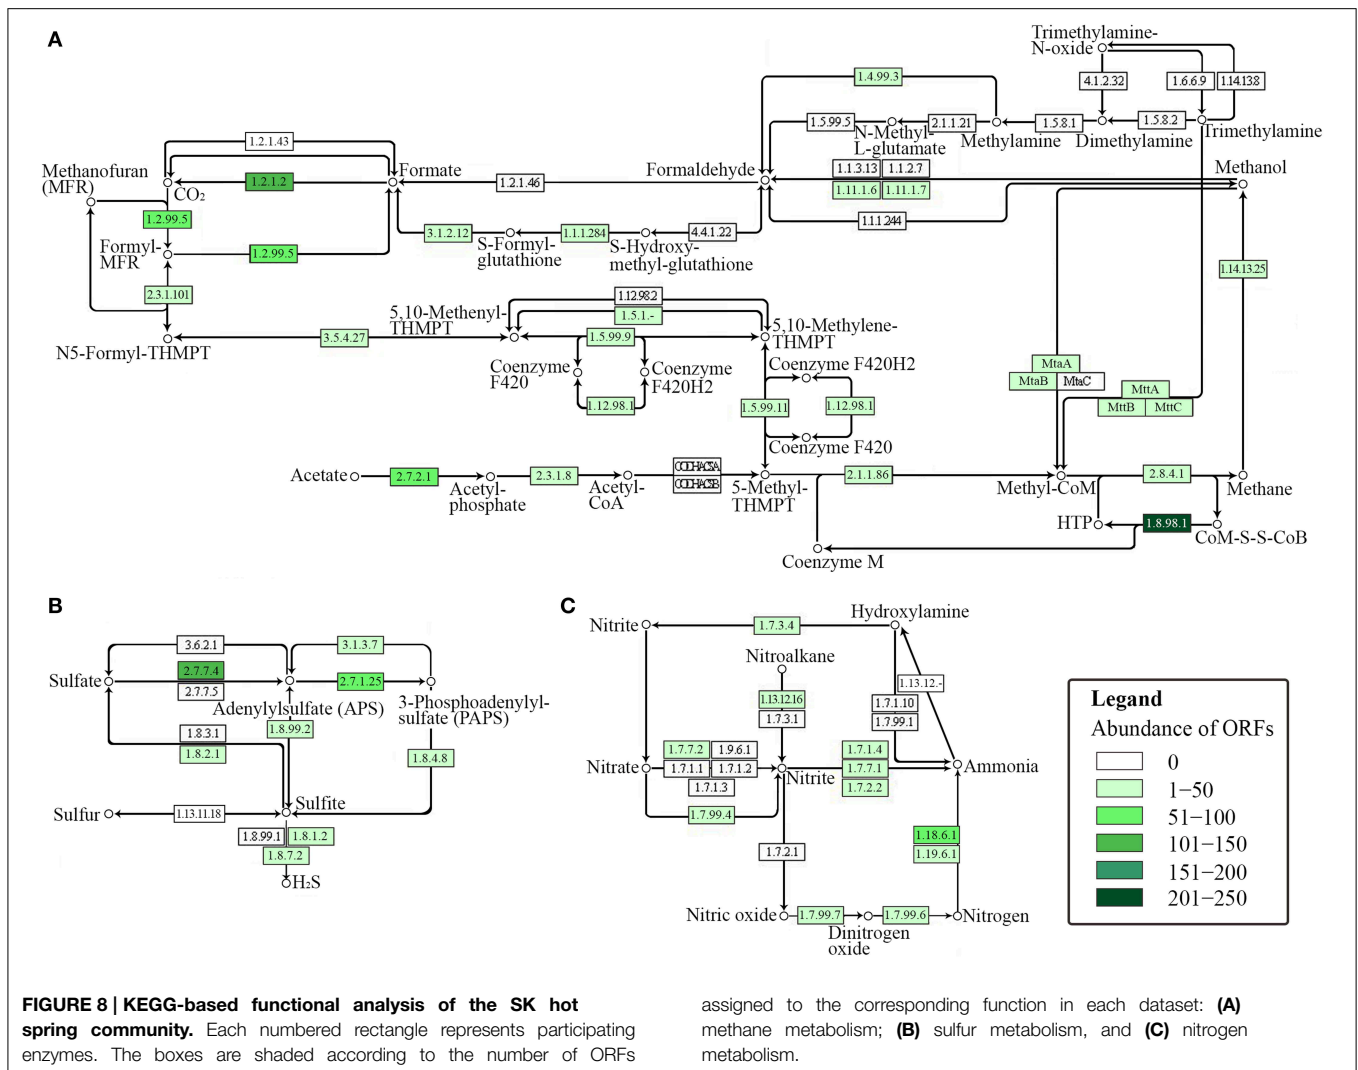 A
Trimethylamine-
N-oxide
1.4.99.3
4.1.2.32
1.6.6.9
1.14.13.8
1.2.1.43
1.5.99.5
N-Methyl-
L-glutamate
2.1.1.21
Methylamine
1.5.8.1
Dimethylamine
1.5.8.2
Trimethylamine
Methanofuran
(MFR)
CO₂
1.2.1.2
Formate
1.2.1.46
Formaldehyde
1.1.3.13
1.1.2.7
1.11.1.6
1.11.1.7
Methanol
1.2.99.5
1.1.1.244
Formyl-
MFR
1.2.99.5
3.1.2.12
S-Formyl-
glutathione
1.1.1.284
S-Hydroxy-
methyl-glutathione
4.4.1.22
1.14.13.25
2.3.1.101
1.12.98.2
5,10-Methenyl-
THMPT
1.5.1.-
5,10-Methylene-
THMPT
N5-Formyl-THMPT
3.5.4.27
1.5.99.9
Coenzyme
F420
Coenzyme
F420H2
Coenzyme F420H2
MtaA
MtaB
MtaC
MttA
MttB
MttC
1.12.98.1
1.5.99.11
1.12.98.1
Coenzyme F420
Acetate
2.7.2.1
Acetyl-
phosphate
2.3.1.8
Acetyl-
CoA
CODHACSA
CODHACSB
5-Methyl-
THMPT
2.1.1.86
Methyl-CoM
2.8.4.1
Methane
HTP
1.8.98.1
CoM-S-S-CoB
Coenzyme M
B
3.6.2.1
3.1.3.7
Sulfate
2.7.7.4
2.7.7.5
2.7.1.25
Adenylylsulfate (APS)
3-Phosphoadenylyl-
sulfate (PAPS)
1.8.3.1
1.8.2.1
1.8.99.2
1.8.4.8
Sulfur
1.13.11.18
Sulfite
1.8.99.1
1.8.1.2
1.8.7.2
H₂S
C
Hydroxylamine
Nitrite
1.7.3.4
Nitroalkane
1.13.12.16
1.7.3.1
1.13.12.-
1.7.1.10
1.7.99.1
Nitrate
1.7.7.2
1.9.6.1
1.7.1.1
1.7.1.2
1.7.1.3
Nitrite
1.7.1.4
1.7.7.1
1.7.2.2
Ammonia
1.7.99.4
1.7.2.1
1.18.6.1
1.19.6.1
Nitric oxide
1.7.99.7
Dinitrogen
oxide
1.7.99.6
Nitrogen
Legand
Abundance of ORFs
0
1−50
51−100
101−150
151−200
201−250
FIGURE 8 | KEGG-based functional analysis of the SK hot
spring community. Each numbered rectangle represents participating
enzymes. The boxes are shaded according to the number of ORFs
assigned to the corresponding function in each dataset: (A)
methane metabolism; (B) sulfur metabolism, and (C) nitrogen
metabolism.